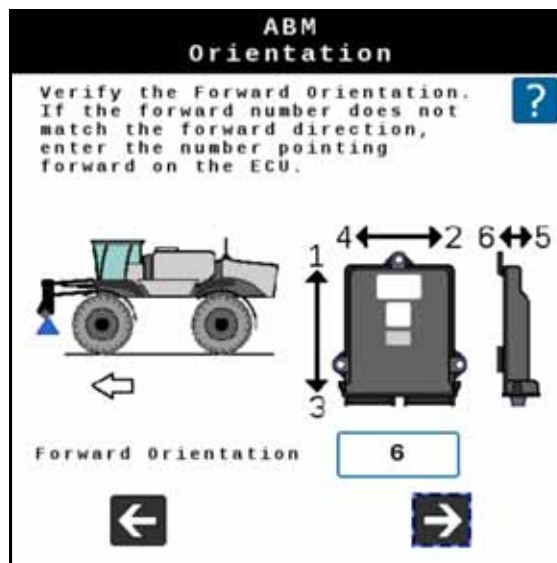 ABM
Orientation
Verify the Forward Orientation.
If the forward number does not
match the forward direction,
enter the number pointing
forward on the ECU.
?
4 2 6 5
1
3
Forward Orientation 6